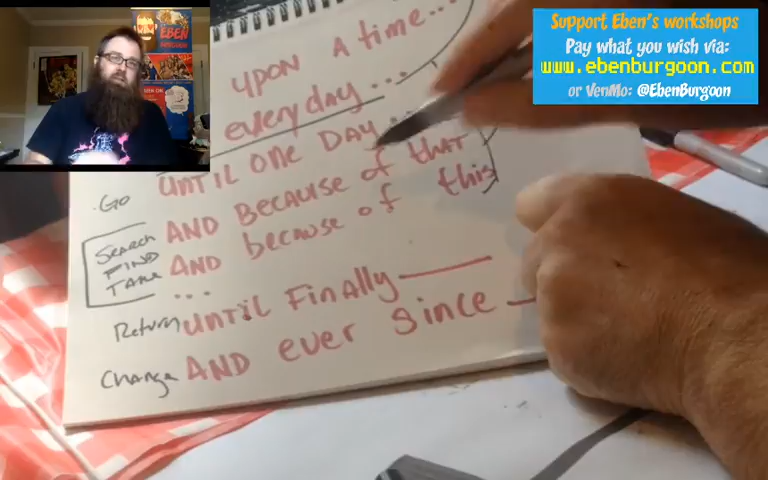 Support Eben's workshops
Pay what you wish via:
www.ebenburgoon.com
or VenMo: @EbenBurgoon
EBEN
UPON A time...
everyday...
UNTIL ONE DAY...
.Go
AND BECAUSE of that
SEARCH
FIND
TAKE
AND because of this
...
Return
UNTIL FINAlly
Change
AND ever since